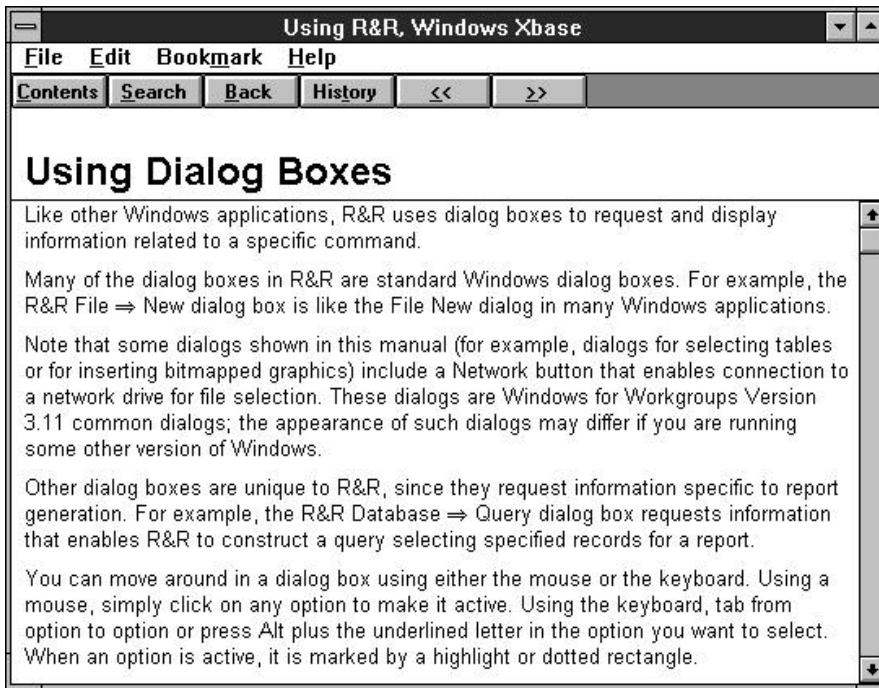 Using R&R, Windows Xbase
File Edit Bookmark Help
Contents Search Back History << >>
Using Dialog Boxes
Like other Windows applications, R&R uses dialog boxes to request and display
information related to a specific command.
Many of the dialog boxes in R&R are standard Windows dialog boxes. For example, the
R&R File ⇒ New dialog box is like the File New dialog in many Windows applications.
Note that some dialogs shown in this manual (for example, dialogs for selecting tables
or for inserting bitmapped graphics) include a Network button that enables connection to
a network drive for file selection. These dialogs are Windows for Workgroups Version
3.11 common dialogs; the appearance of such dialogs may differ if you are running
some other version of Windows.
Other dialog boxes are unique to R&R, since they request information specific to report
generation. For example, the R&R Database ⇒ Query dialog box requests information
that enables R&R to construct a query selecting specified records for a report.
You can move around in a dialog box using either the mouse or the keyboard. Using a
mouse, simply click on any option to make it active. Using the keyboard, tab from
option to option or press Alt plus the underlined letter in the option you want to select.
When an option is active, it is marked by a highlight or dotted rectangle.